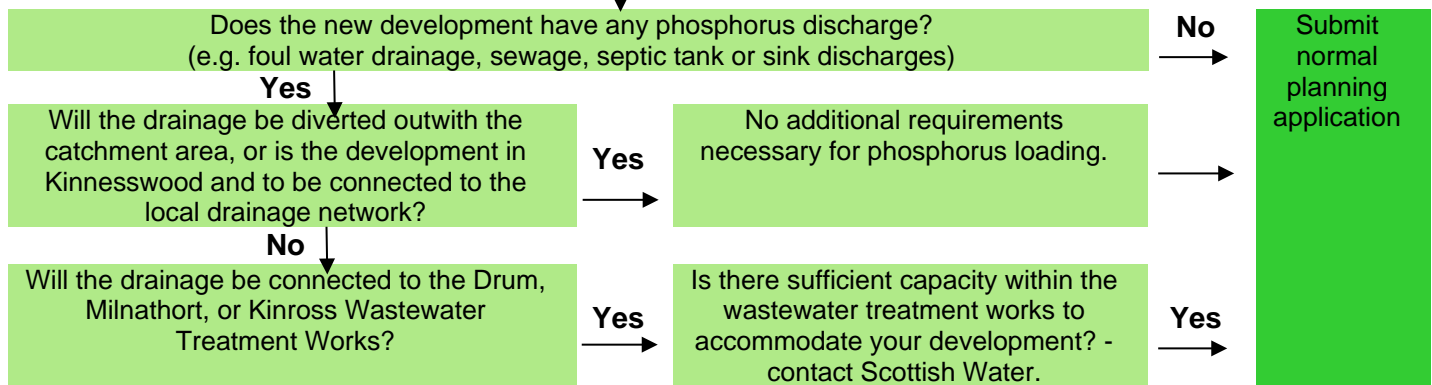 Does the new development have any phosphorus discharge?
(e.g. foul water drainage, sewage, septic tank or sink discharges)
No
Submit
normal
planning
application
Yes
Will the drainage be diverted outwith the
catchment area, or is the development in
Kinnesswood and to be connected to the
local drainage network?
Yes
No additional requirements
necessary for phosphorus loading.
No
Will the drainage be connected to the Drum,
Milnathort, or Kinross Wastewater
Treatment Works?
Yes
Is there sufficient capacity within the
wastewater treatment works to
accommodate your development? -
contact Scottish Water.
Yes